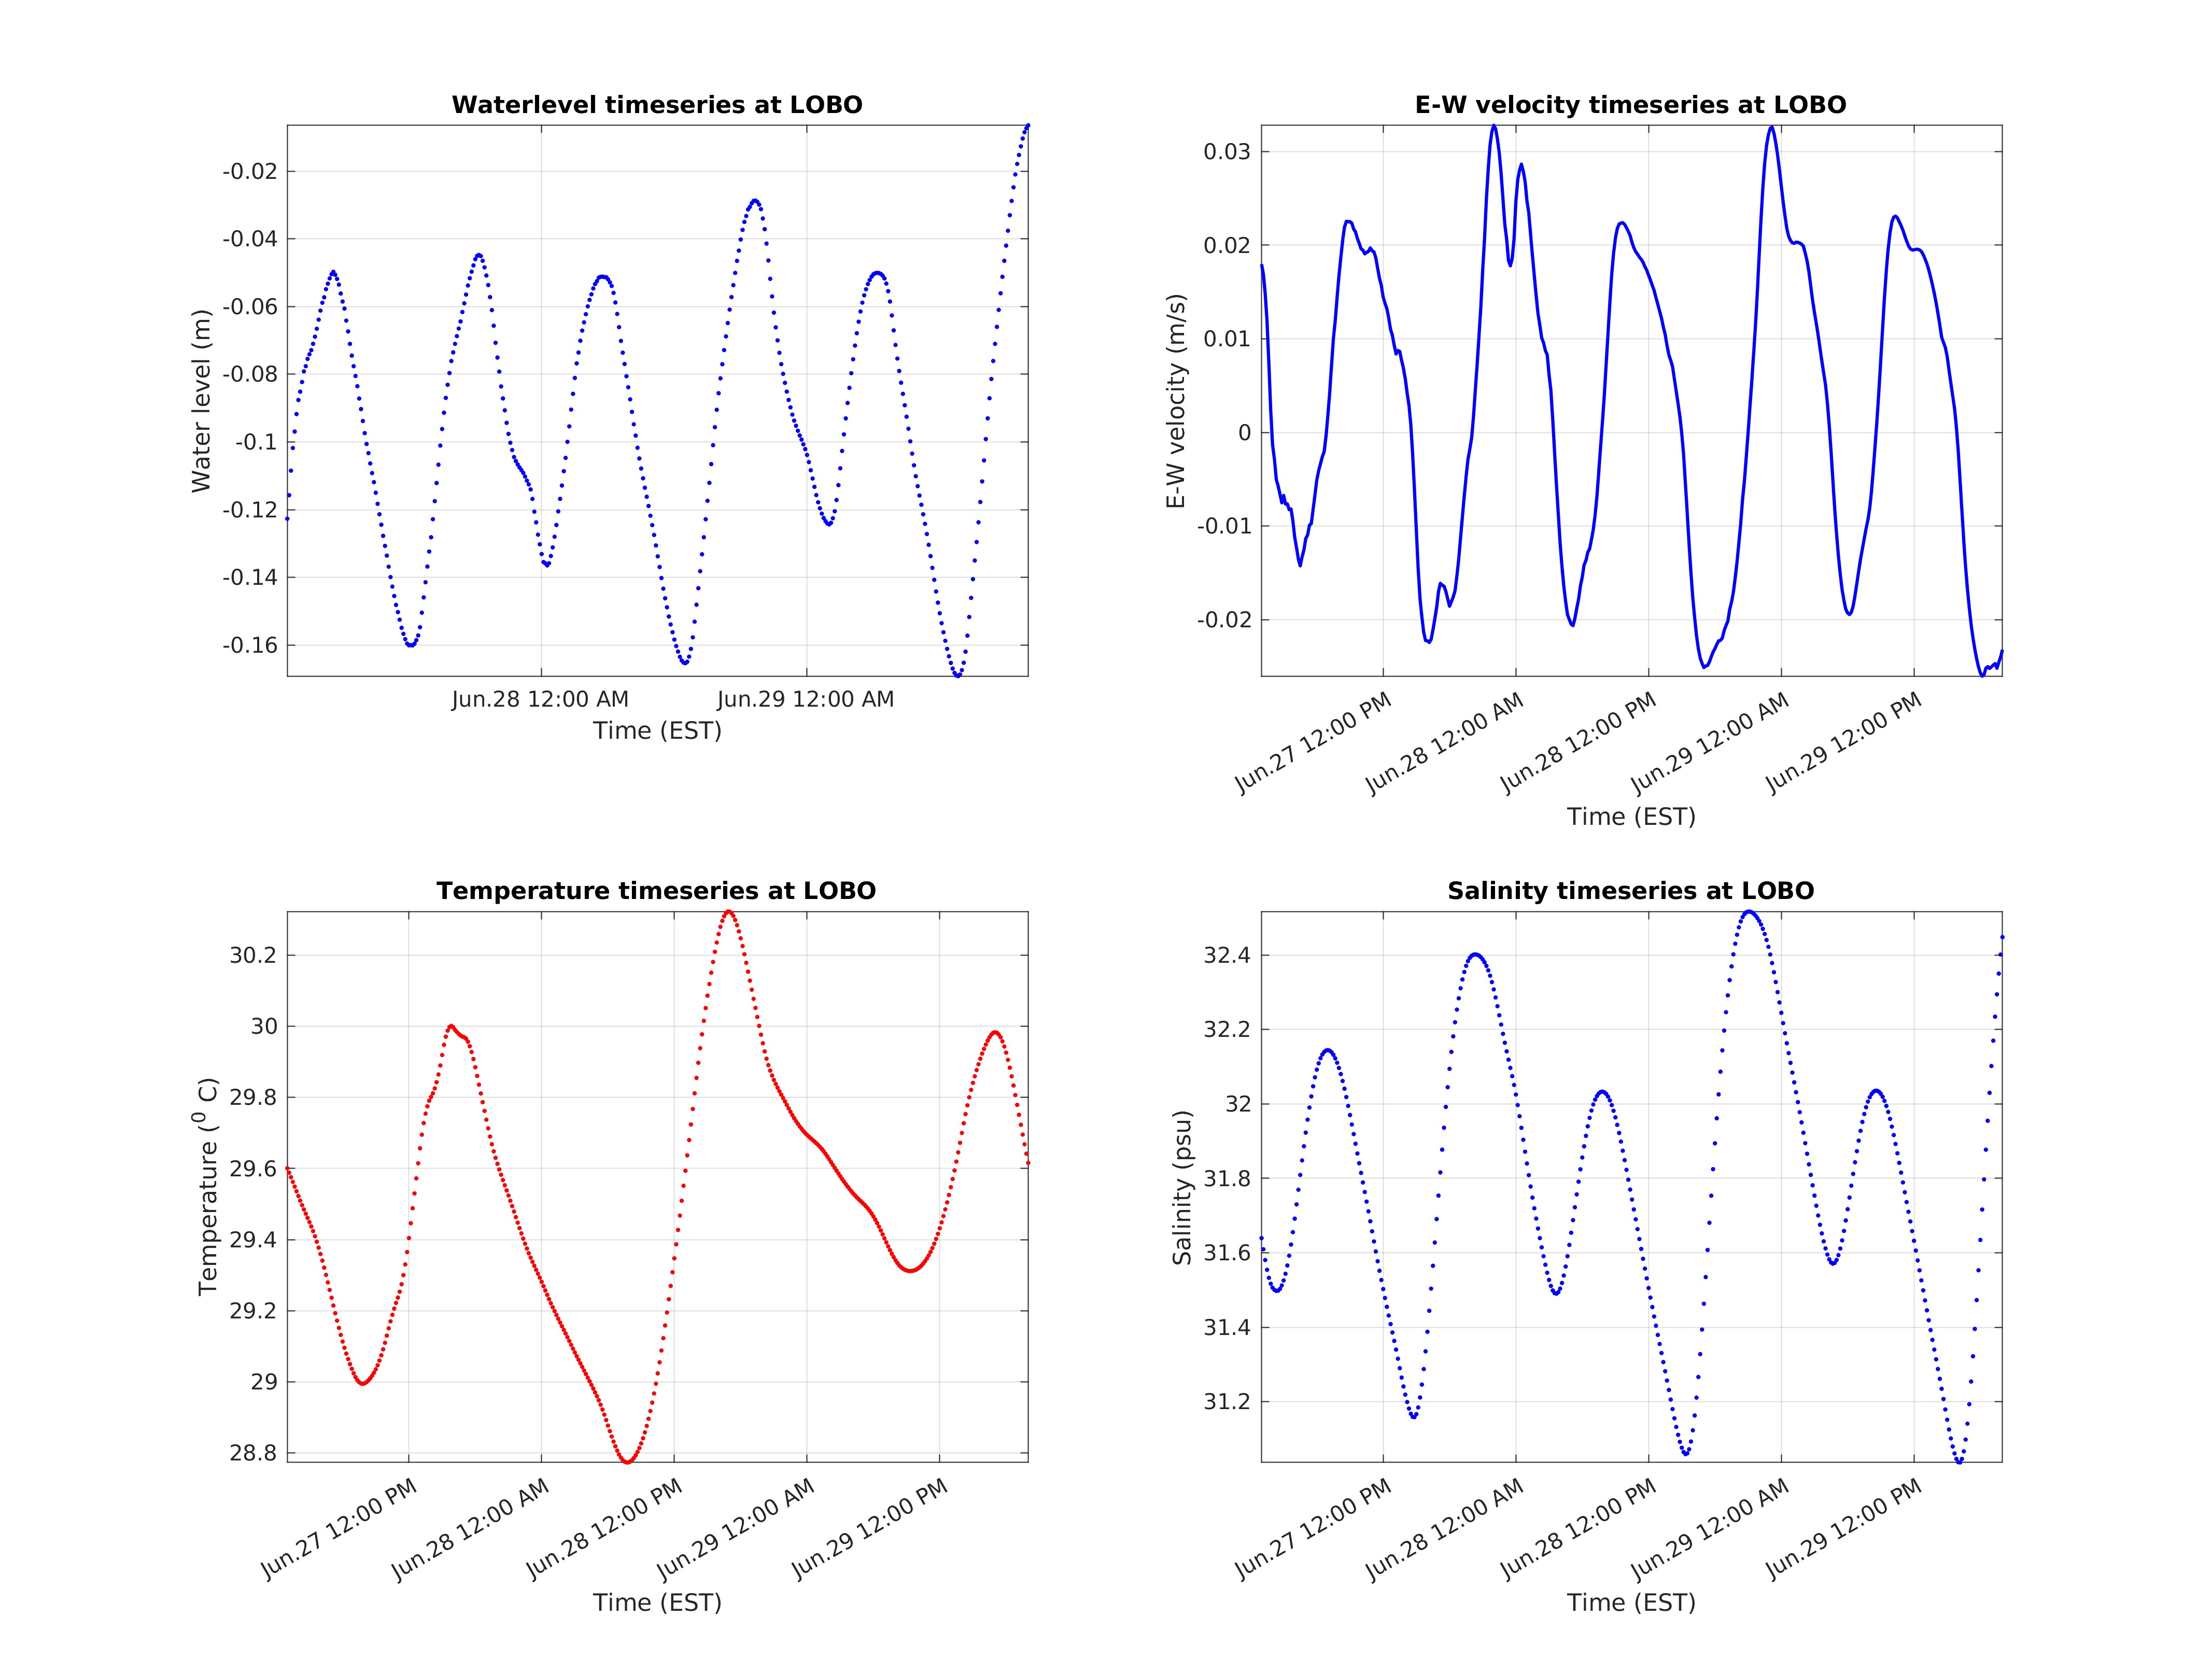 Waterlevel timeseries at LOBO
-0.02
-0.04
-0.06
-0.08
-0.1
-0.12
-0.14
-0.16
Water level (m)
Jun.28 12:00 AM
Jun.29 12:00 AM
Time (EST)
E-W velocity timeseries at LOBO
0.03
0.02
0.01
0
-0.01
-0.02
E-W velocity (m/s)
Jun.27 12:00 PM
Jun.28 12:00 AM
Jun.28 12:00 PM
Jun.29 12:00 AM
Jun.29 12:00 PM
Time (EST)
Temperature timeseries at LOBO
30.2
30
29.8
29.6
29.4
29.2
29
28.8
Temperature (⁰ C)
Jun.27 12:00 PM
Jun.28 12:00 AM
Jun.28 12:00 PM
Jun.29 12:00 AM
Jun.29 12:00 PM
Time (EST)
Salinity timeseries at LOBO
32.4
32.2
32
31.8
31.6
31.4
31.2
Salinity (psu)
Jun.27 12:00 PM
Jun.28 12:00 AM
Jun.28 12:00 PM
Jun.29 12:00 AM
Jun.29 12:00 PM
Time (EST)